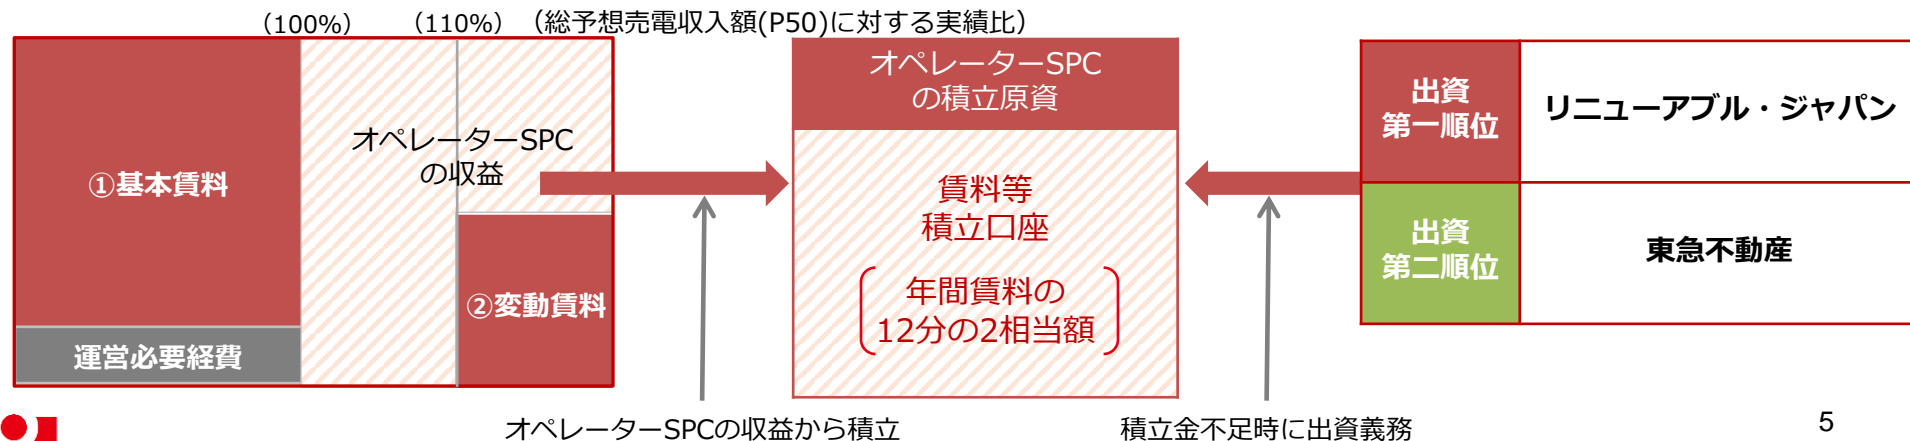 （100%）　（110%）（総予想売電収入額(P50)に対する実績比）
①基本賃料
運営必要経費
オペレーターSPC
の収益
②変動賃料
オペレーターSPC
の積立原資
賃料等
積立口座
年間賃料の
12分の2相当額
出資
第一順位
リニューアブル・ジャパン
出資
第二順位
東急不動産
オペレーターSPCの収益から積立
積立金不足時に出資義務
5